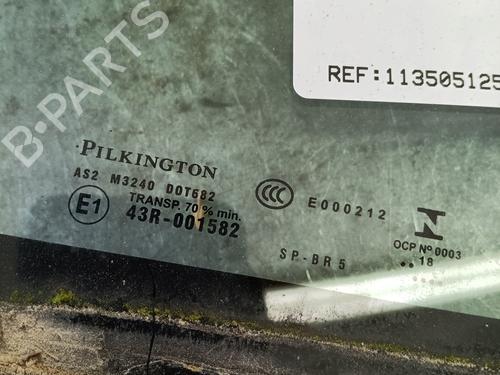 B-PARTS
REF:113505125
PILKINGTON
AS2 M3240 DOT682
TRANSP. 70% min.
E1 43R-001582
CCC E000212
SP-BR5
N
OCP Nº 0003
..18